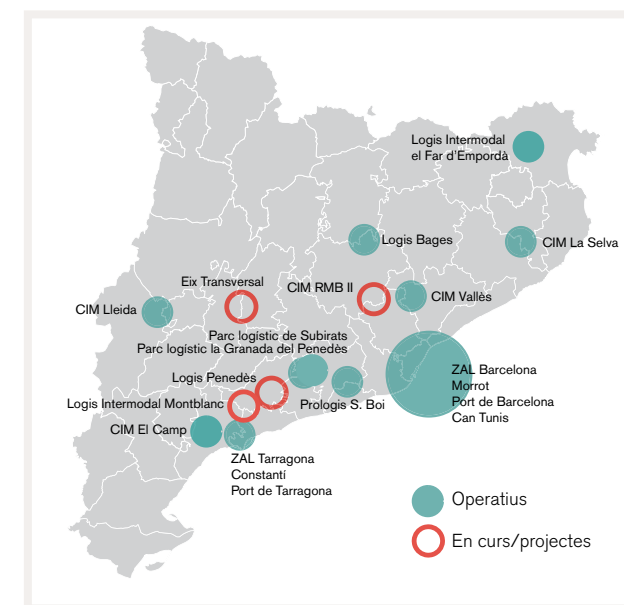 Logis Intermodal
el Far d'Empordà
Logis Bages
CIM La Selva
Eix Transversal
CIM RMB II
CIM Vallès
CIM Lleida
Parc logístic de Subirats
Parc logístic la Granada del Penedès
Logis Penedès
ZAL Barcelona
Morrot
Port de Barcelona
Can Tunis
Logis Intermodal Montblanc
Prologis S. Boi
CIM El Camp
ZAL Tarragona
Constantí
Port de Tarragona
Operatius
En curs/projectes